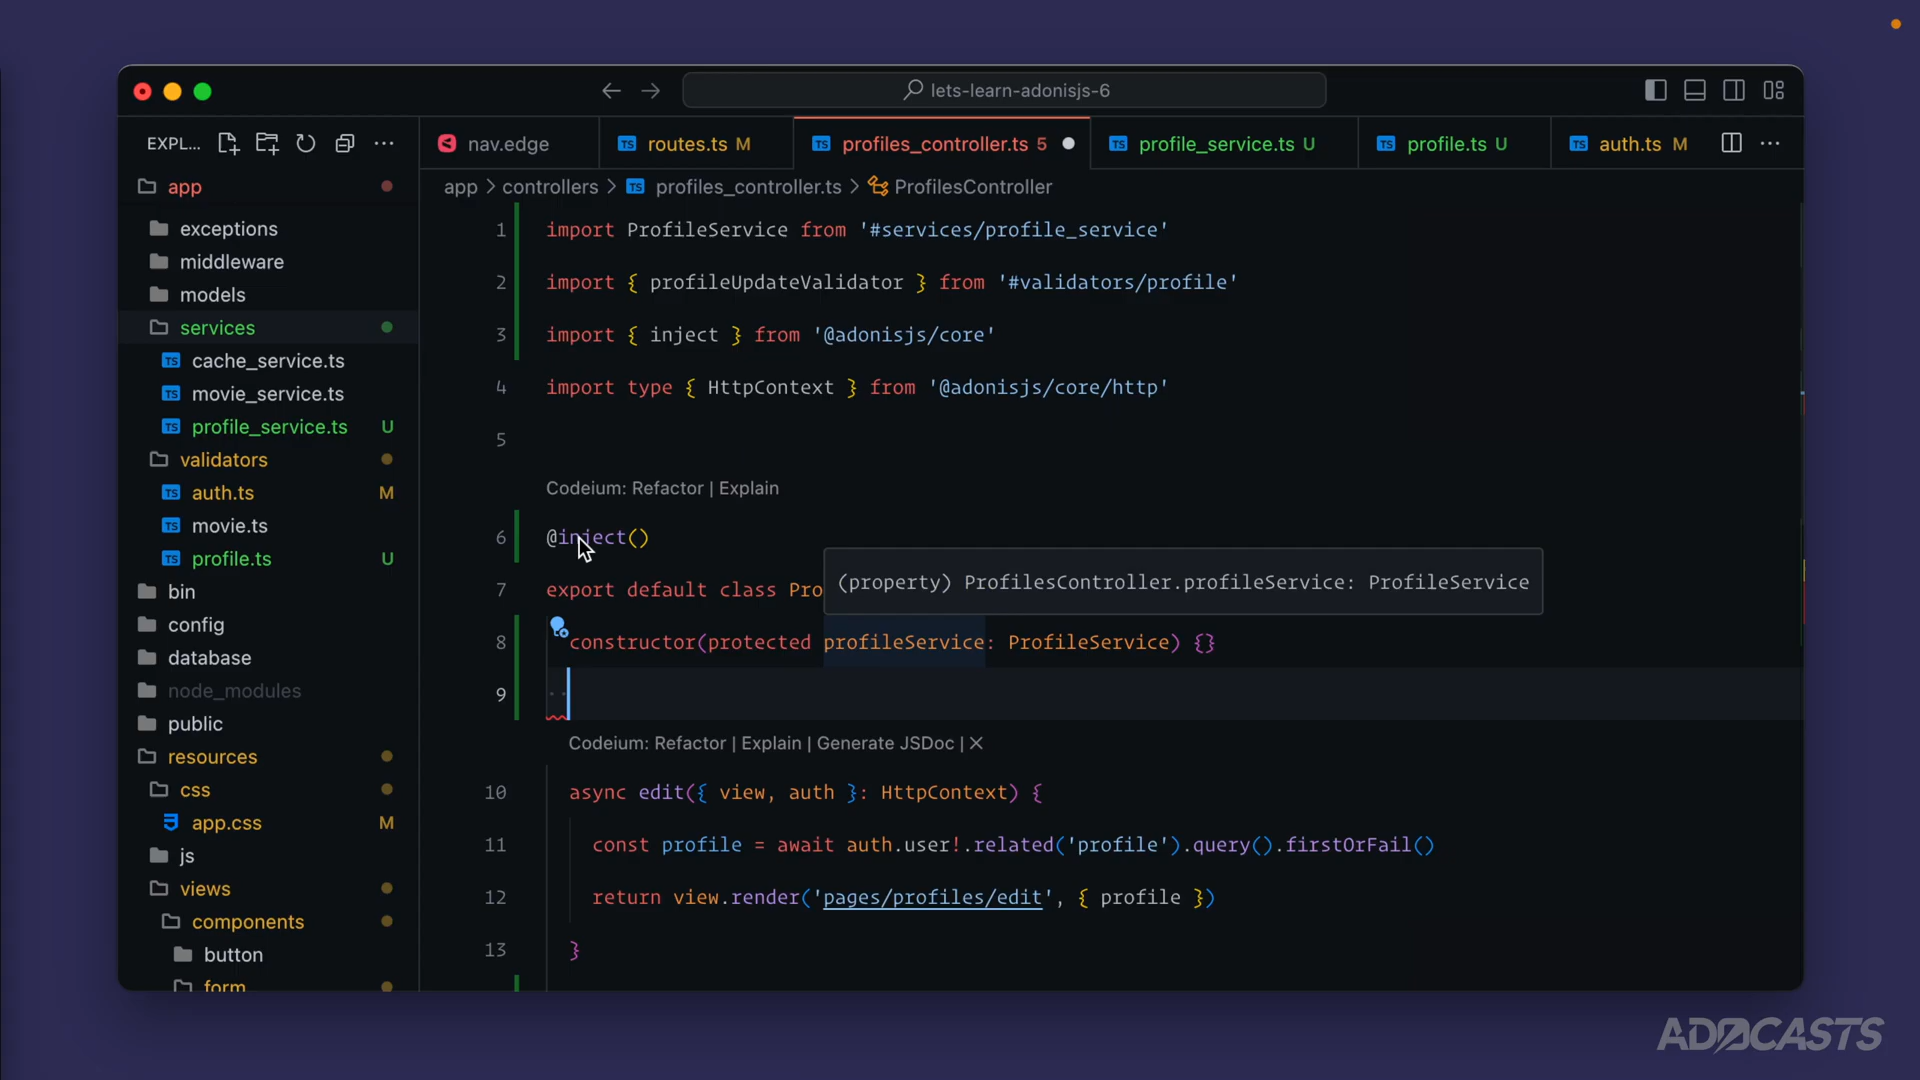 lets-learn-adonisjs-6
EXPL...
nav.edge
routes.ts M
profiles_controller.ts 5
profile_service.ts U
profile.ts U
auth.ts M
app > controllers > profiles_controller.ts > ProfilesController
app
exceptions
middleware
models
services
cache_service.ts
movie_service.ts
profile_service.ts U
validators
auth.ts M
movie.ts
profile.ts U
bin
config
database
node_modules
public
resources
css
app.css M
js
views
components
button
form
1 import ProfileService from '#services/profile_service'
2 import { profileUpdateValidator } from '#validators/profile'
3 import { inject } from '@adonisjs/core'
4 import type { HttpContext } from '@adonisjs/core/http'
5
Codeium: Refactor | Explain
6 @inject()
(property) ProfilesController.profileService: ProfileService
7 export default class Pro
8 constructor(protected profileService: ProfileService) {}
9
Codeium: Refactor | Explain | Generate JSDoc | ×
10 async edit({ view, auth }: HttpContext) {
11 const profile = await auth.user!.related('profile').query().firstOrFail()
12 return view.render('pages/profiles/edit', { profile })
13 }
ADOCASTS